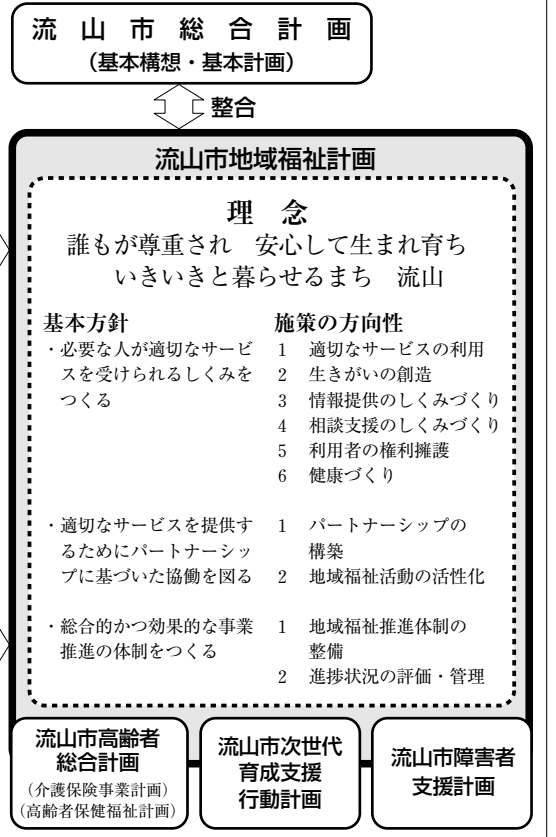 流山市総合計画
（基本構想・基本計画）
整合
流山市地域福祉計画
理　念
誰もが尊重され　安心して生まれ育ち
いきいきと暮らせるまち　流山
基本方針
・必要な人が適切なサービ
スを受けられるしくみを
つくる
施策の方向性
1　適切なサービスの利用
2　生きがいの創造
3　情報提供のしくみづくり
4　相談支援のしくみづくり
5　利用者の権利擁護
6　健康づくり
・適切なサービスを提供す
るためにパートナーシッ
プに基づいた協働を図る
1　パートナーシップの
構築
2　地域福祉活動の活性化
・総合的かつ効果的な事業
推進の体制をつくる
1　地域福祉推進体制の
整備
2　進捗状況の評価・管理
流山市高齢者
総合計画
（介護保険事業計画）
（高齢者保健福祉計画）
流山市次世代
育成支援
行動計画
流山市障害者
支援計画